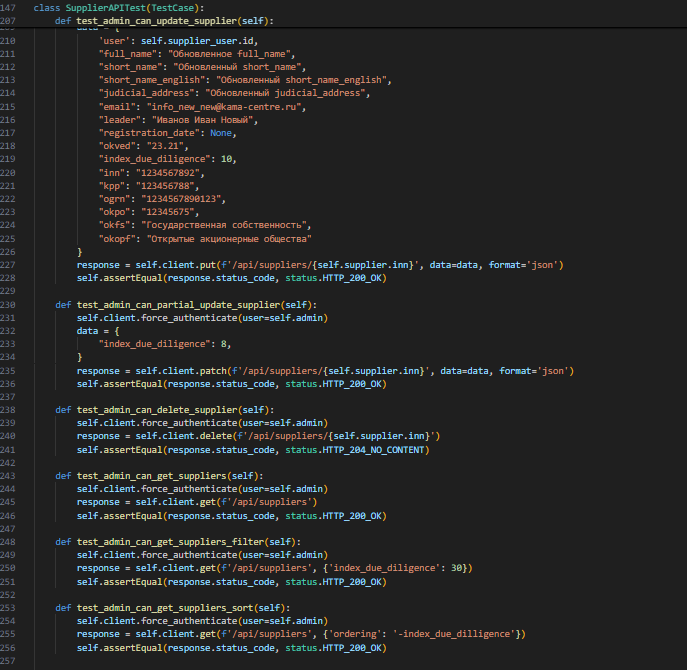 147 class SupplierAPITest(TestCase):
207 def test_admin_can_update_supplier(self):
210 'user': self.supplier_user.id,
211 "full_name": "Обновленное full_name",
212 "short_name": "Обновленный short_name",
213 "short_name_english": "Обновленный short_name_english",
214 "judicial_address": "Обновленный judicial_address",
215 "email": "info_new_new@kama-centre.ru",
216 "leader": "Иванов Иван Новый",
217 "registration_date": None,
218 "okved": "23.21",
219 "index_due_diligence": 10,
220 "inn": "1234567892",
221 "kpp": "123456788",
222 "ogrn": "1234567890123",
223 "okpo": "12345675",
224 "okfs": "Государственная собственность",
225 "okopf": "Открытые акционерные общества"
226 }
227 response = self.client.put(f'/api/suppliers/{self.supplier.inn}', data=data, format='json')
228 self.assertEqual(response.status_code, status.HTTP_200_OK)
229
230 def test_admin_can_partial_update_supplier(self):
231 self.client.force_authenticate(user=self.admin)
232 data = {
233 "index_due_diligence": 8,
234 }
235 response = self.client.patch(f'/api/suppliers/{self.supplier.inn}', data=data, format='json')
236 self.assertEqual(response.status_code, status.HTTP_200_OK)
237
238 def test_admin_can_delete_supplier(self):
239 self.client.force_authenticate(user=self.admin)
240 response = self.client.delete(f'/api/suppliers/{self.supplier.inn}')
241 self.assertEqual(response.status_code, status.HTTP_204_NO_CONTENT)
242
243 def test_admin_can_get_suppliers(self):
244 self.client.force_authenticate(user=self.admin)
245 response = self.client.get(f'/api/suppliers')
246 self.assertEqual(response.status_code, status.HTTP_200_OK)
247
248 def test_admin_can_get_suppliers_filter(self):
249 self.client.force_authenticate(user=self.admin)
250 response = self.client.get(f'/api/suppliers', {'index_due_diligence': 30})
251 self.assertEqual(response.status_code, status.HTTP_200_OK)
252
253 def test_admin_can_get_suppliers_sort(self):
254 self.client.force_authenticate(user=self.admin)
255 response = self.client.get(f'/api/suppliers', {'ordering': '-index_due_dilligence'})
256 self.assertEqual(response.status_code, status.HTTP_200_OK)
257